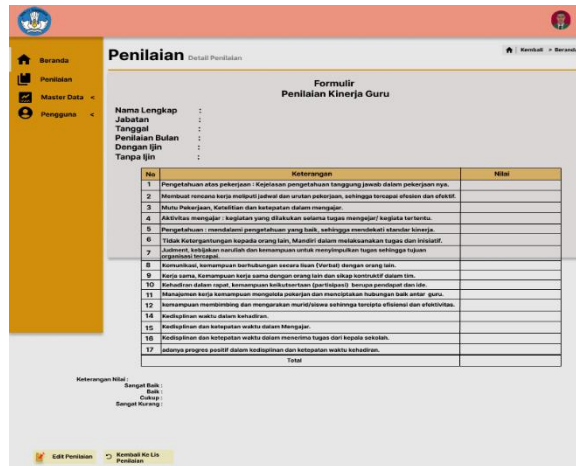 Beranda
Penilaian
Master Data <
Pengguna <
Penilaian Detail Penilaian
Kembali > Beranda
Formulir
Penilaian Kinerja Guru
Nama Lengkap :
Jabatan :
Tanggal :
Penilaian Bulan :
Dengan Ijin :
Tanpa Ijin :
No Keterangan Nilai
1 Pengetahuan atas pekerjaan : Kejelasan pengetahuan tanggung jawab dalam pekerjaan nya.
2 Membuat rencana kerja meliputi jadwal dan urutan pekerjaan, sehingga tercapai efesien dan efektif.
3 Mutu Pekerjaan, Ketelitian dan ketepatan dalam mengajar.
4 Aktivitas mengajar : kegiatan yang dilakukan selama tugas mengajar/ kegiata tertentu.
5 Pengetahuan : mendalami pengetahuan yang baik, sehingga mendekati standar kinerja.
6 Tidak Ketergantungan kepada orang lain, Mandiri dalam melaksanakan tugas dan inisiatif.
7 Judment, kebijakan naruliah dan kemampuan untuk menyimpulkan tugas sehingga tujuan
organisasi tercapai.
8 Komunikasi, kemampuan berhubungan secara lisan (Verbal) dengan orang lain.
9 Kerja sama, Kemampuan kerja sama dengan orang lain dan sikap kontruktif dalam tim.
10 Kehadiran dalam rapat, kemampuan keikutsertaan (partisipasi) berupa pendapat dan ide.
11 Manajemen kerja kemampuan mengelola pekerjan dan menciptakan hubungan baik antar guru.
12 kemampuan membimbing dan mengarakan murid/siswa sehinnga tercipta efisiensi dan efektivitas.
14 Kedisplinan waktu dalam kehadiran.
15 Kedisplinan dan ketepatan waktu dalam Mengajar.
16 Kedisplinan dan ketepatan waktu dalam menerima tugas dari kepala sekolah.
17 adanya progres positif dalam kedisplinan dan ketepatan waktu kehadiran.
Total
Keterangan Nilai :
Sangat Baik :
Baik :
Cukup :
Sangat Kurang :
Edit Penilaian
Kembali Ke Lis
Penilaian